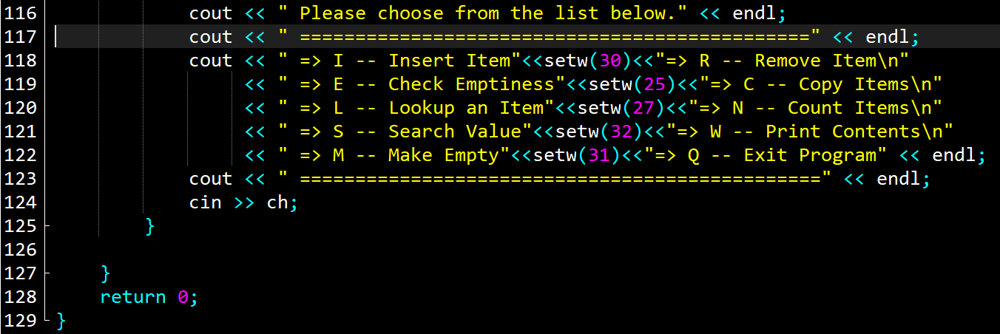 116 cout << " Please choose from the list below." << endl;
117 cout << " ==============================================" << endl;
118 cout << " => I -- Insert Item"<<setw(30)<<"=> R -- Remove Item\n"
119 << " => E -- Check Emptiness"<<setw(25)<<"=> C -- Copy Items\n"
120 << " => L -- Lookup an Item"<<setw(27)<<"=> N -- Count Items\n"
121 << " => S -- Search Value"<<setw(32)<<"=> W -- Print Contents\n"
122 << " => M -- Make Empty"<<setw(31)<<"=> Q -- Exit Program" << endl;
123 cout << " ===============================================" << endl;
124 cin >> ch;
125 }
126
127 }
128 return 0;
129 }